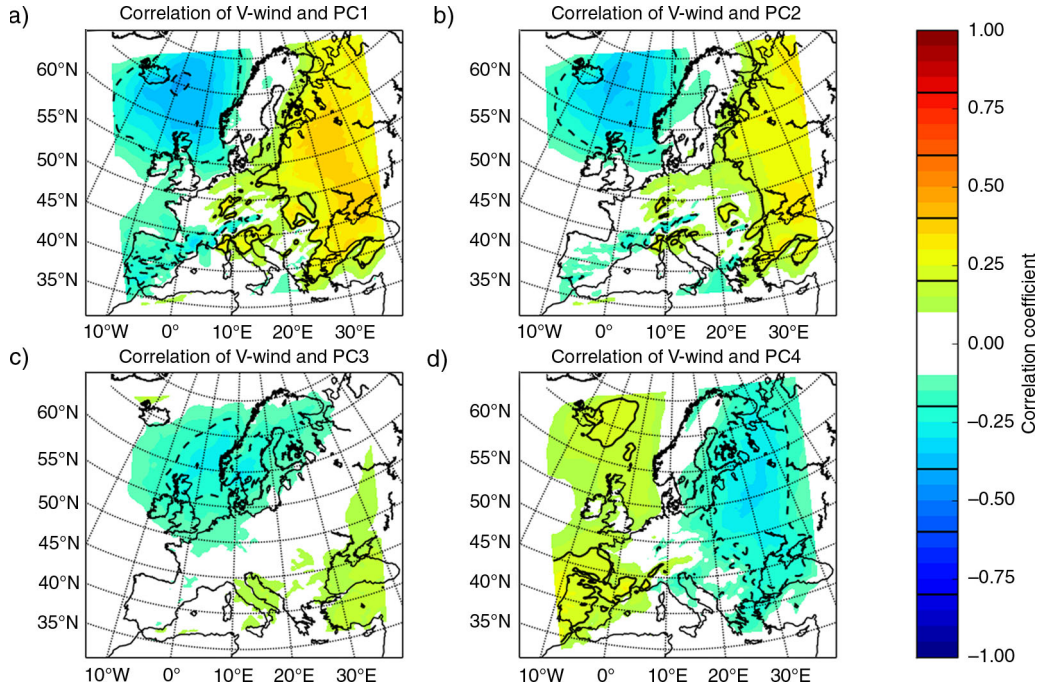 a) Correlation of V-wind and PC1
60°N
55°N
50°N
45°N
40°N
35°N
10°W 0° 10°E 20°E 30°E
b) Correlation of V-wind and PC2
60°N
55°N
50°N
45°N
40°N
35°N
10°W 0° 10°E 20°E 30°E
c) Correlation of V-wind and PC3
60°N
55°N
50°N
45°N
40°N
35°N
10°W 0° 10°E 20°E 30°E
d) Correlation of V-wind and PC4
60°N
55°N
50°N
45°N
40°N
35°N
10°W 0° 10°E 20°E 30°E
1.00
0.75
0.50
0.25
0.00
−0.25
−0.50
−0.75
−1.00
Correlation coefficient